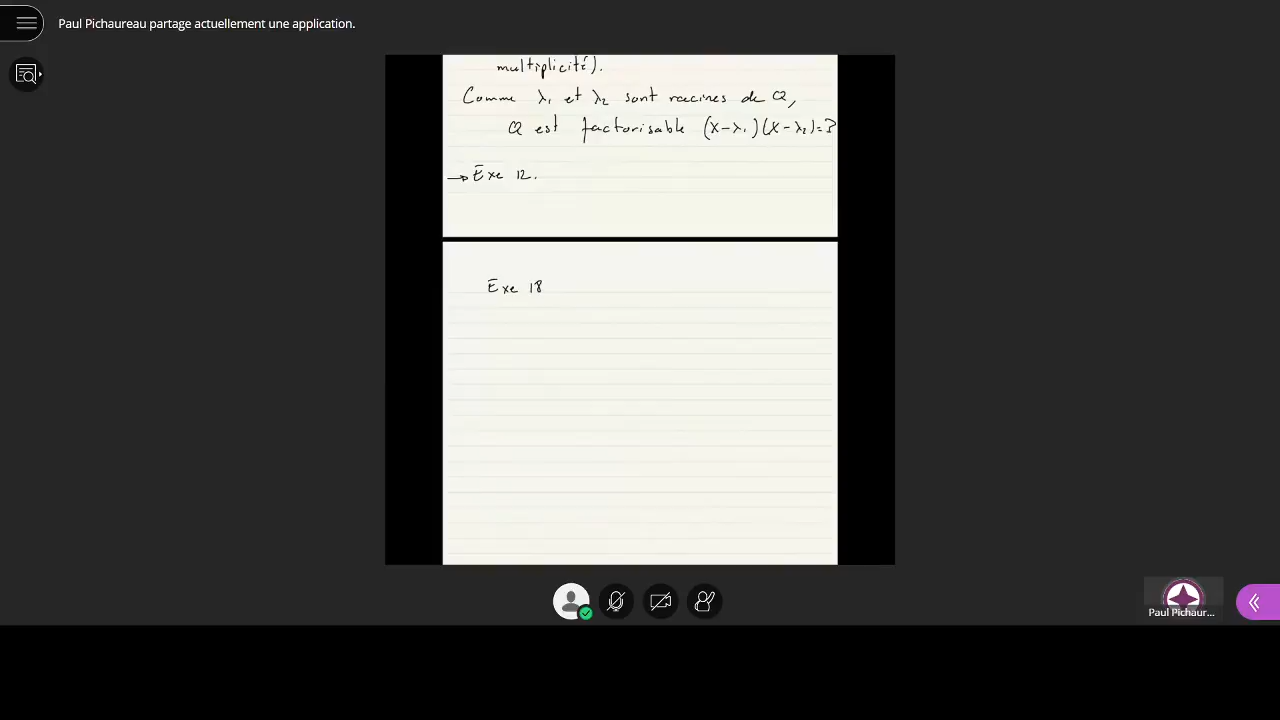 Paul Pichaureau partage actuellement une application.
multiplicité).
Comme λ₁ et λ₂ sont racines de Q,
Q est factorisable (X-λ₁)(X-λ₂)=P
→ Exe 12.
Exe 18
Paul Pichaur...